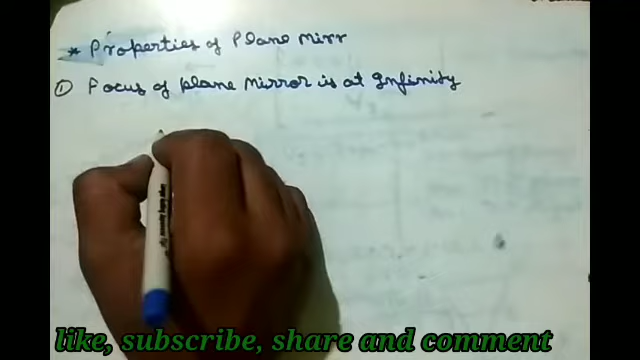 * Properties of Plane Mirr
① Focus of plane Mirror is at Infinity
like, subscribe, share and comment